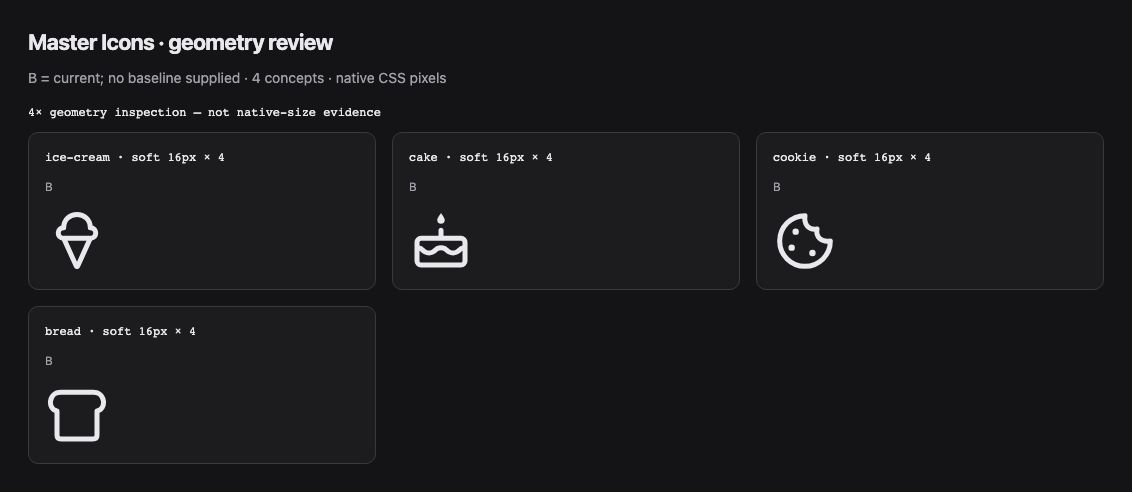 Master Icons · geometry review
B = current; no baseline supplied · 4 concepts · native CSS pixels
4× geometry inspection — not native-size evidence
ice-cream · soft 16px × 4
B
cake · soft 16px × 4
B
cookie · soft 16px × 4
B
bread · soft 16px × 4
B